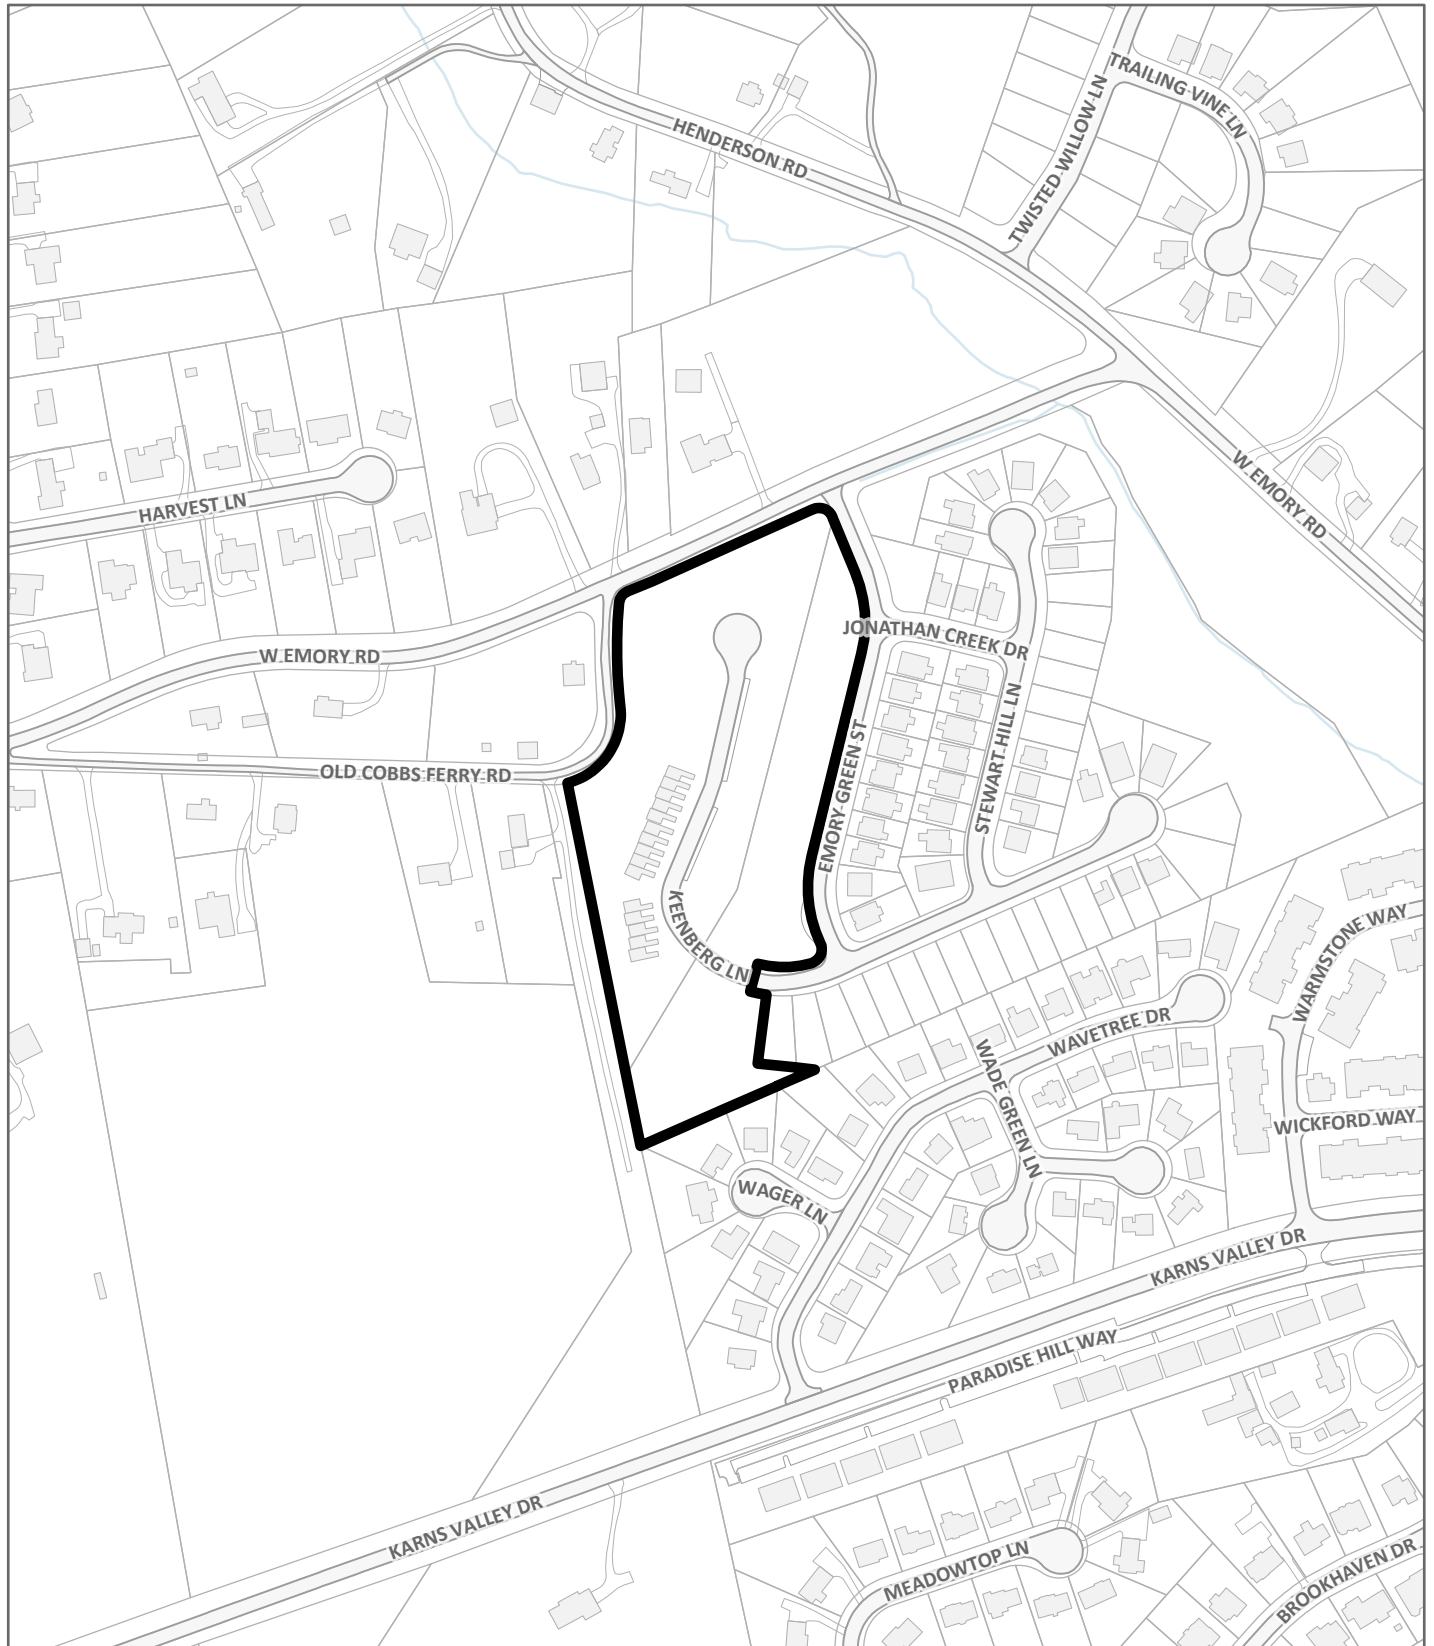 TRAILING VINE LN
HENDERSON RD
TWISTED WILLOW LN
W EMORY RD
HARVEST LN
JONATHAN CREEK DR
W EMORY RD
STEWART HILL LN
OLD COBBS FERRY RD
EMORY GREEN ST
KEENBERG LN
WARMSTONE WAY
WAVETREE DR
WADE GREEN LN
WICKFORD WAY
WAGER LN
KARNS VALLEY DR
PARADISE HILL WAY
KARNS VALLEY DR
MEADOWTOP LN
BROOKHAVEN DR